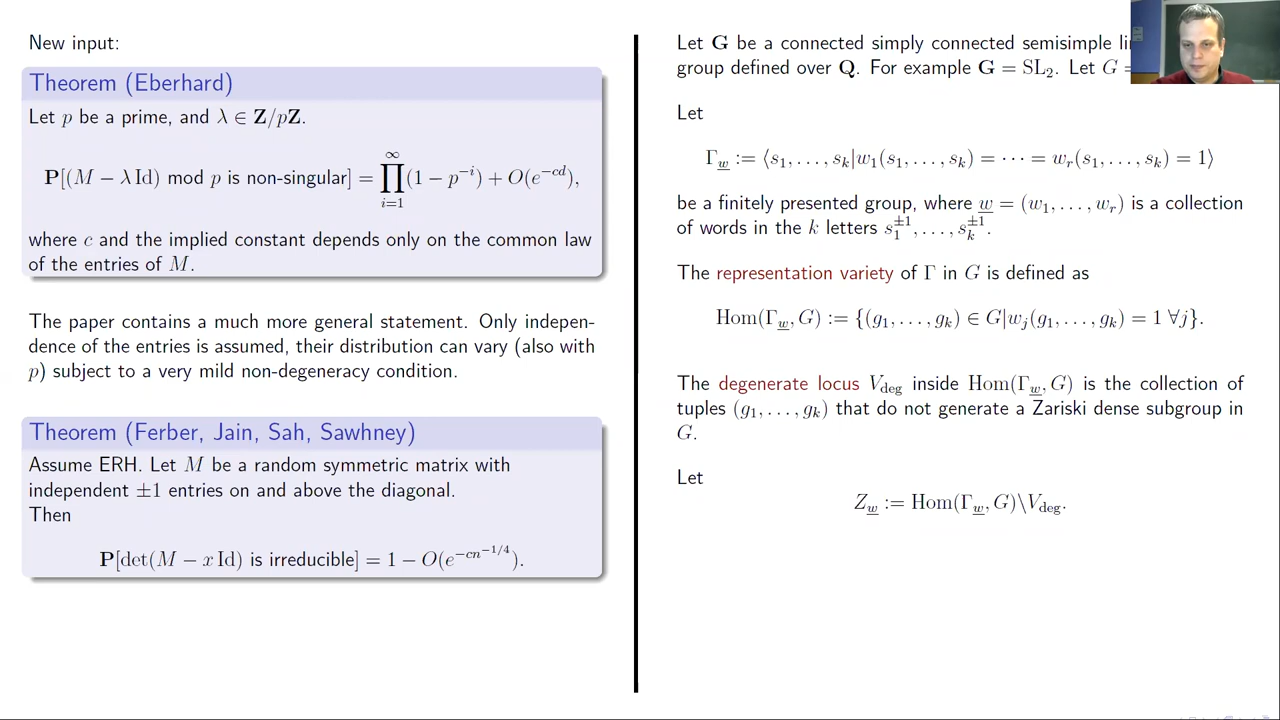 New input:
Theorem (Eberhard)
Let p be a prime, and λ ∈ Z/pZ.
P[(M − λ Id) mod p is non-singular] = ∏_{i=1}^{∞} (1 − p^{−i}) + O(e^{−cd}),
where c and the implied constant depends only on the common law
of the entries of M.
The paper contains a much more general statement. Only indepen-
dence of the entries is assumed, their distribution can vary (also with
p) subject to a very mild non-degeneracy condition.
Theorem (Ferber, Jain, Sah, Sawhney)
Assume ERH. Let M be a random symmetric matrix with
independent ±1 entries on and above the diagonal.
Then
P[det(M − x Id) is irreducible] = 1 − O(e^{−cn^{−1/4}}).
Let G be a connected simply connected semisimple
group defined over Q. For example G = SL₂. Let G =
Let
Γ_w := ⟨s₁, . . . , s_k|w₁(s₁, . . . , s_k) = · · · = w_r(s₁, . . . , s_k) = 1⟩
be a finitely presented group, where w = (w₁, . . . , w_r) is a collection
of words in the k letters s₁^{±1}, . . . , s_k^{±1}.
The representation variety of Γ in G is defined as
Hom(Γ_w, G) := {(g₁, . . . , g_k) ∈ G|w_j(g₁, . . . , g_k) = 1 ∀j}.
The degenerate locus V_deg inside Hom(Γ_w, G) is the collection of
tuples (g₁, . . . , g_k) that do not generate a Zariski dense subgroup in
G.
Let
Z_w := Hom(Γ_w, G)\V_deg.